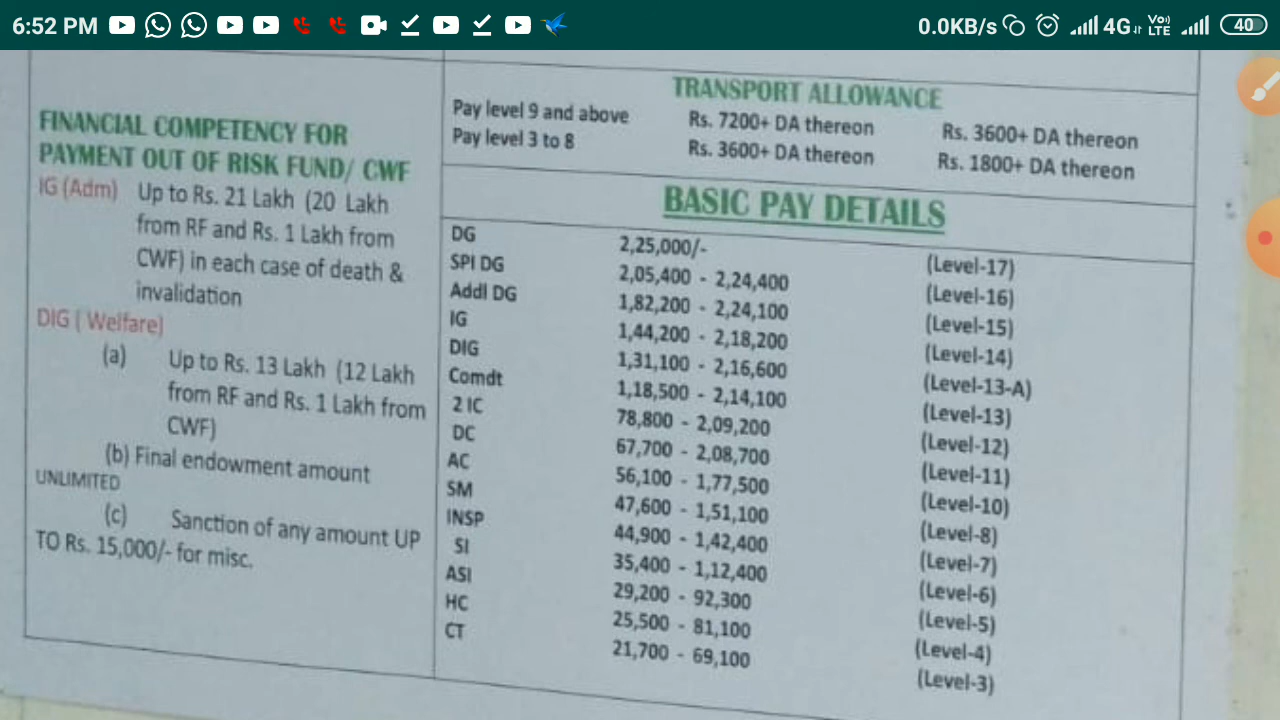 6:52 PM
0.0KB/s 4G Vo) LTE 40
FINANCIAL COMPETENCY FOR
PAYMENT OUT OF RISK FUND/ CWF
IG (Adm) Up to Rs. 21 Lakh (20 Lakh
from RF and Rs. 1 Lakh from
CWF) in each case of death &
invalidation
DIG ( Welfare)
(a) Up to Rs. 13 Lakh (12 Lakh
from RF and Rs. 1 Lakh from
CWF)
(b) Final endowment amount
UNLIMITED
(c) Sanction of any amount UP
TO Rs. 15,000/- for misc.
TRANSPORT ALLOWANCE
Pay level 9 and above Rs. 7200+ DA thereon Rs. 3600+ DA thereon
Pay level 3 to 8 Rs. 3600+ DA thereon Rs. 1800+ DA thereon
BASIC PAY DETAILS
DG 2,25,000/- (Level-17)
SPl DG 2,05,400 - 2,24,400 (Level-16)
Addl DG 1,82,200 - 2,24,100 (Level-15)
IG 1,44,200 - 2,18,200 (Level-14)
DIG 1,31,100 - 2,16,600 (Level-13-A)
Comdt 1,18,500 - 2,14,100 (Level-13)
2 IC 78,800 - 2,09,200 (Level-12)
DC 67,700 - 2,08,700 (Level-11)
AC 56,100 - 1,77,500 (Level-10)
SM 47,600 - 1,51,100 (Level-8)
INSP 44,900 - 1,42,400 (Level-7)
SI 35,400 - 1,12,400 (Level-6)
ASI 29,200 - 92,300 (Level-5)
HC 25,500 - 81,100 (Level-4)
CT 21,700 - 69,100 (Level-3)